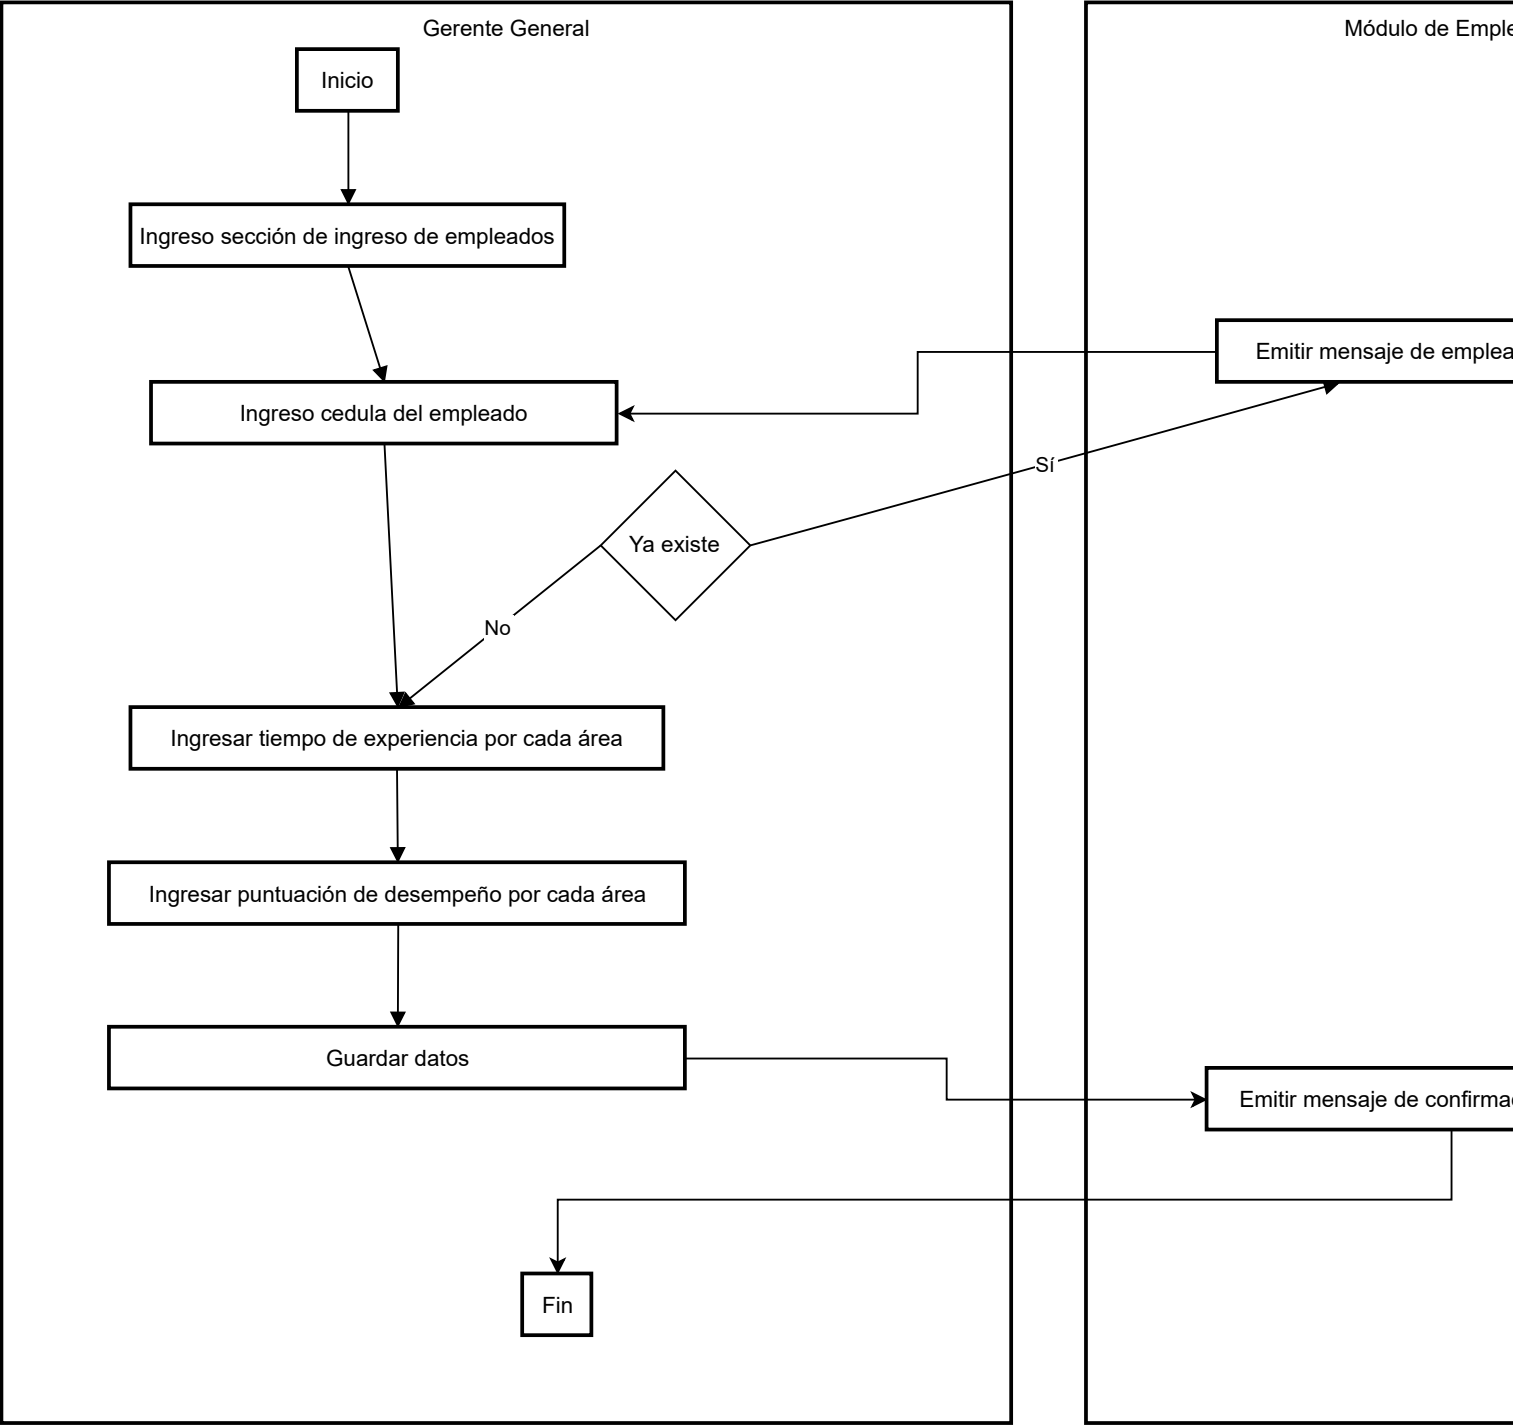 Gerente General
Módulo de Emple
Inicio
Ingreso sección de ingreso de empleados
Emitir mensaje de emplea
Ingreso cedula del empleado
Sí
Ya existe
No
Ingresar tiempo de experiencia por cada área
Ingresar puntuación de desempeño por cada área
Guardar datos
Emitir mensaje de confirma
Fin